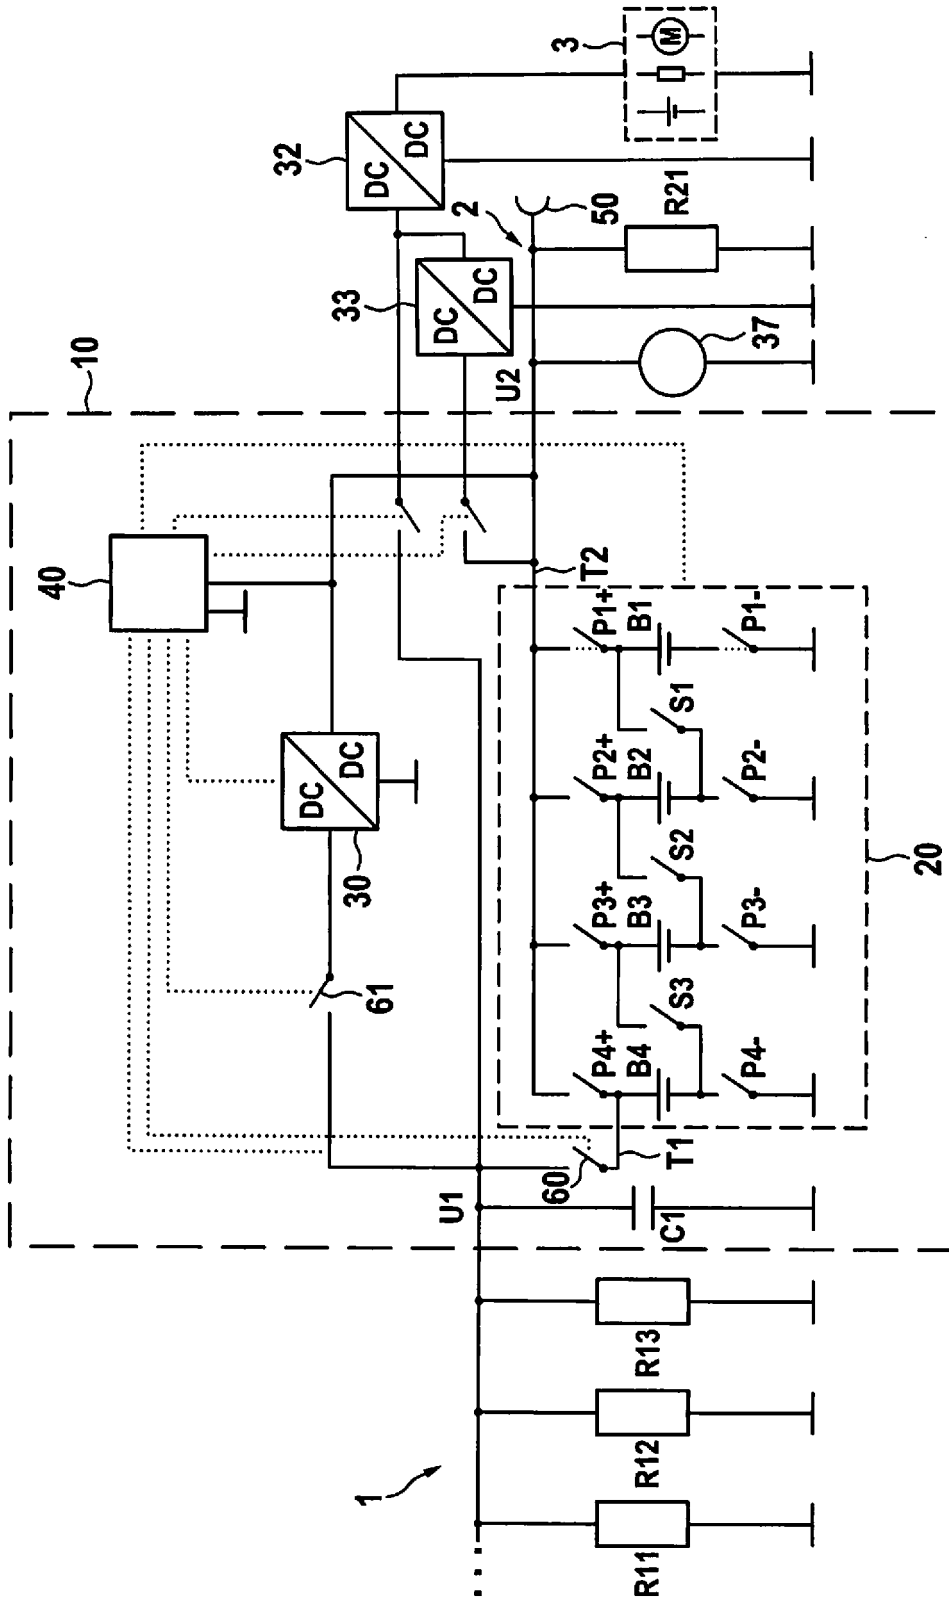 10
40
DC
DC
30
61
DC
DC
32
DC
DC
33
3
M
2
50
R21
37
U2
T2
U1
60
T1
C1
P4+
B4
P4-
S3
P3+
B3
P3-
S2
P2+
B2
P2-
S1
P1+
B1
P1-
20
1
R11
R12
R13